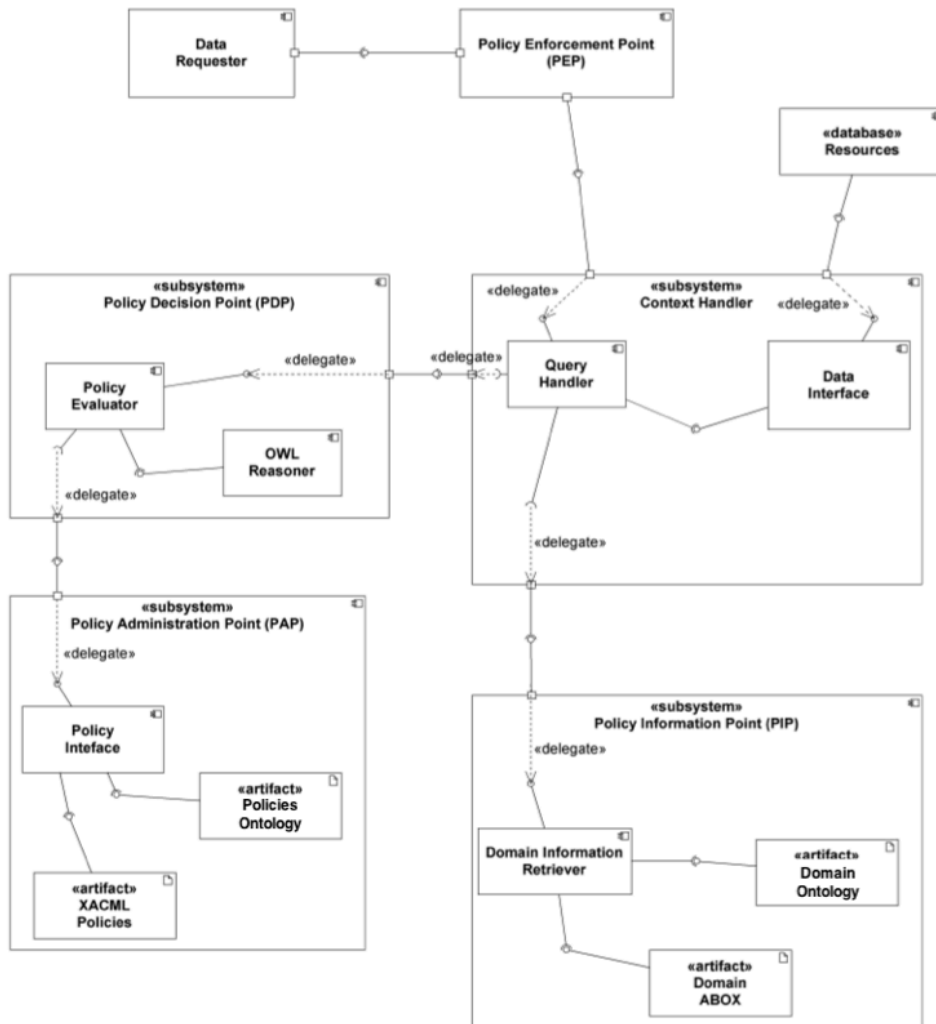 Data
Requester
Policy Enforcement Point
(PEP)
«database»
Resources
«subsystem»
Policy Decision Point (PDP)
«delegate»
Policy
Evaluator
OWL
Reasoner
«delegate»
«delegate»
«subsystem»
Context Handler
«delegate»
«delegate»
Query
Handler
Data
Interface
«delegate»
«subsystem»
Policy Administration Point (PAP)
«delegate»
Policy
Inteface
«artifact»
Policies
Ontology
«artifact»
XACML
Policies
«subsystem»
Policy Information Point (PIP)
«delegate»
Domain Information
Retriever
«artifact»
Domain
Ontology
«artifact»
Domain
ABOX